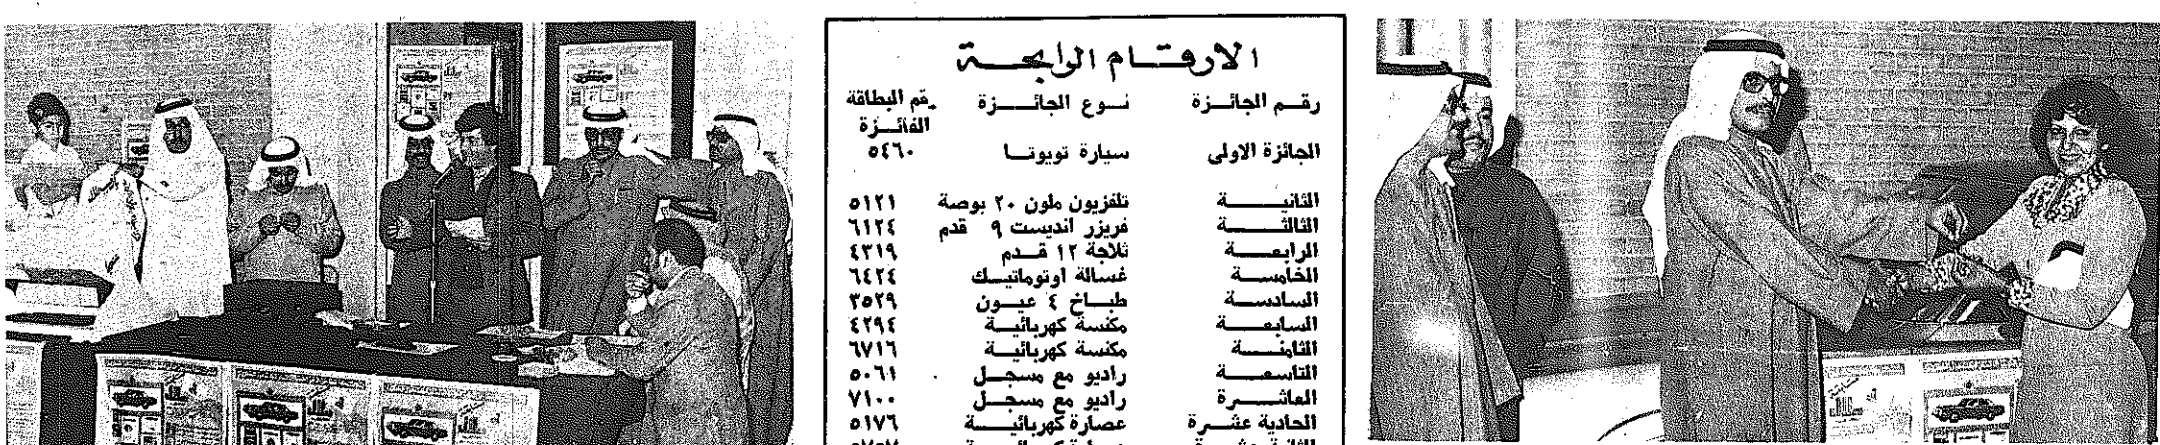 الارقام الرابحة
رقم الجائزة نوع الجائزة رقم البطاقة
الفائزة
الجائزة الاولى سيارة تويوتا ٥٤٦٠
الثانية تلفزيون ملون ٢٠ بوصة ٥١٢١
الثالثة فريزر انديست ٩ قدم ٦١٢٤
الرابعة ثلاجة ١٢ قدم ٤٣١٩
الخامسة غسالة اوتوماتيك ٦٤٢٤
السادسة طباخ ٤ عيون ٣٥٢٩
السابعة مكنسة كهربائية ٤٢٩٤
الثامنة مكنسة كهربائية ٦٧١٦
التاسعة راديو مع مسجل ٥٠٦١
العاشرة راديو مع مسجل ٧١٠٠
الحادية عشرة عصارة كهربائية ٥١٧٦